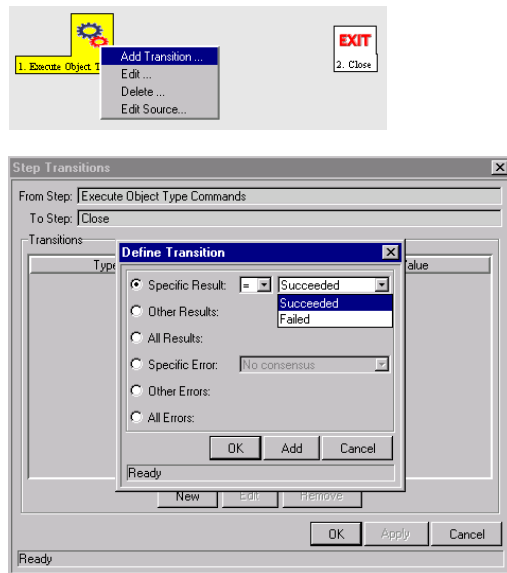 1. Execute Object T
Add Transition ...
Edit ...
Delete ...
Edit Source...
EXIT
2. Close
Step Transitions
From Step: Execute Object Type Commands
To Step: Close
Transitions
Type
Value
Define Transition
Specific Result: = Succeeded
Succeeded
Failed
Other Results:
All Results:
Specific Error: No consensus
Other Errors:
All Errors:
OK Add Cancel
Ready
New Edit Remove
OK Apply Cancel
Ready